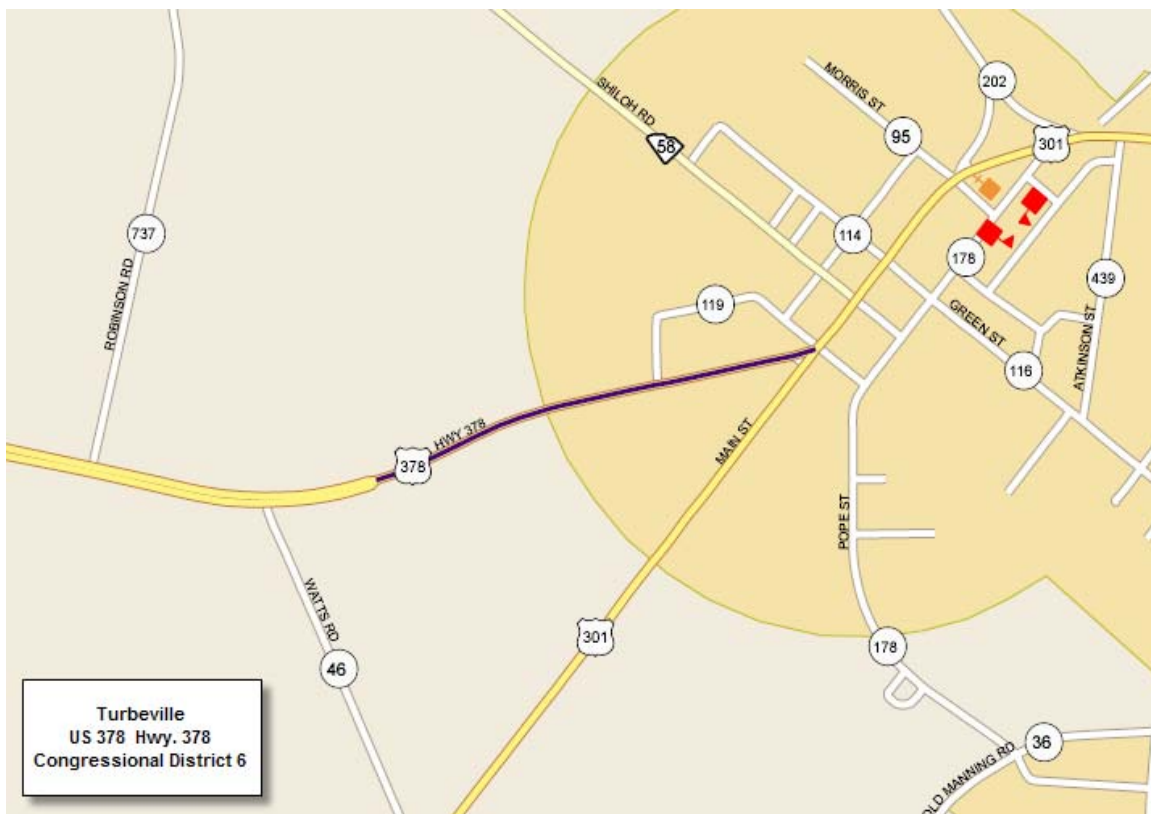 202
MORRIS ST
SHILOH RD
95
301
58
737
ROBINSON RD
114
178
439
119
GREEN ST
ATKINSON ST
116
HWY 378
378
MAIN ST
POPE ST
WATTS RD
301
178
46
Turbeville
US 378 Hwy. 378
Congressional District 6
36
OLD MANNING RD